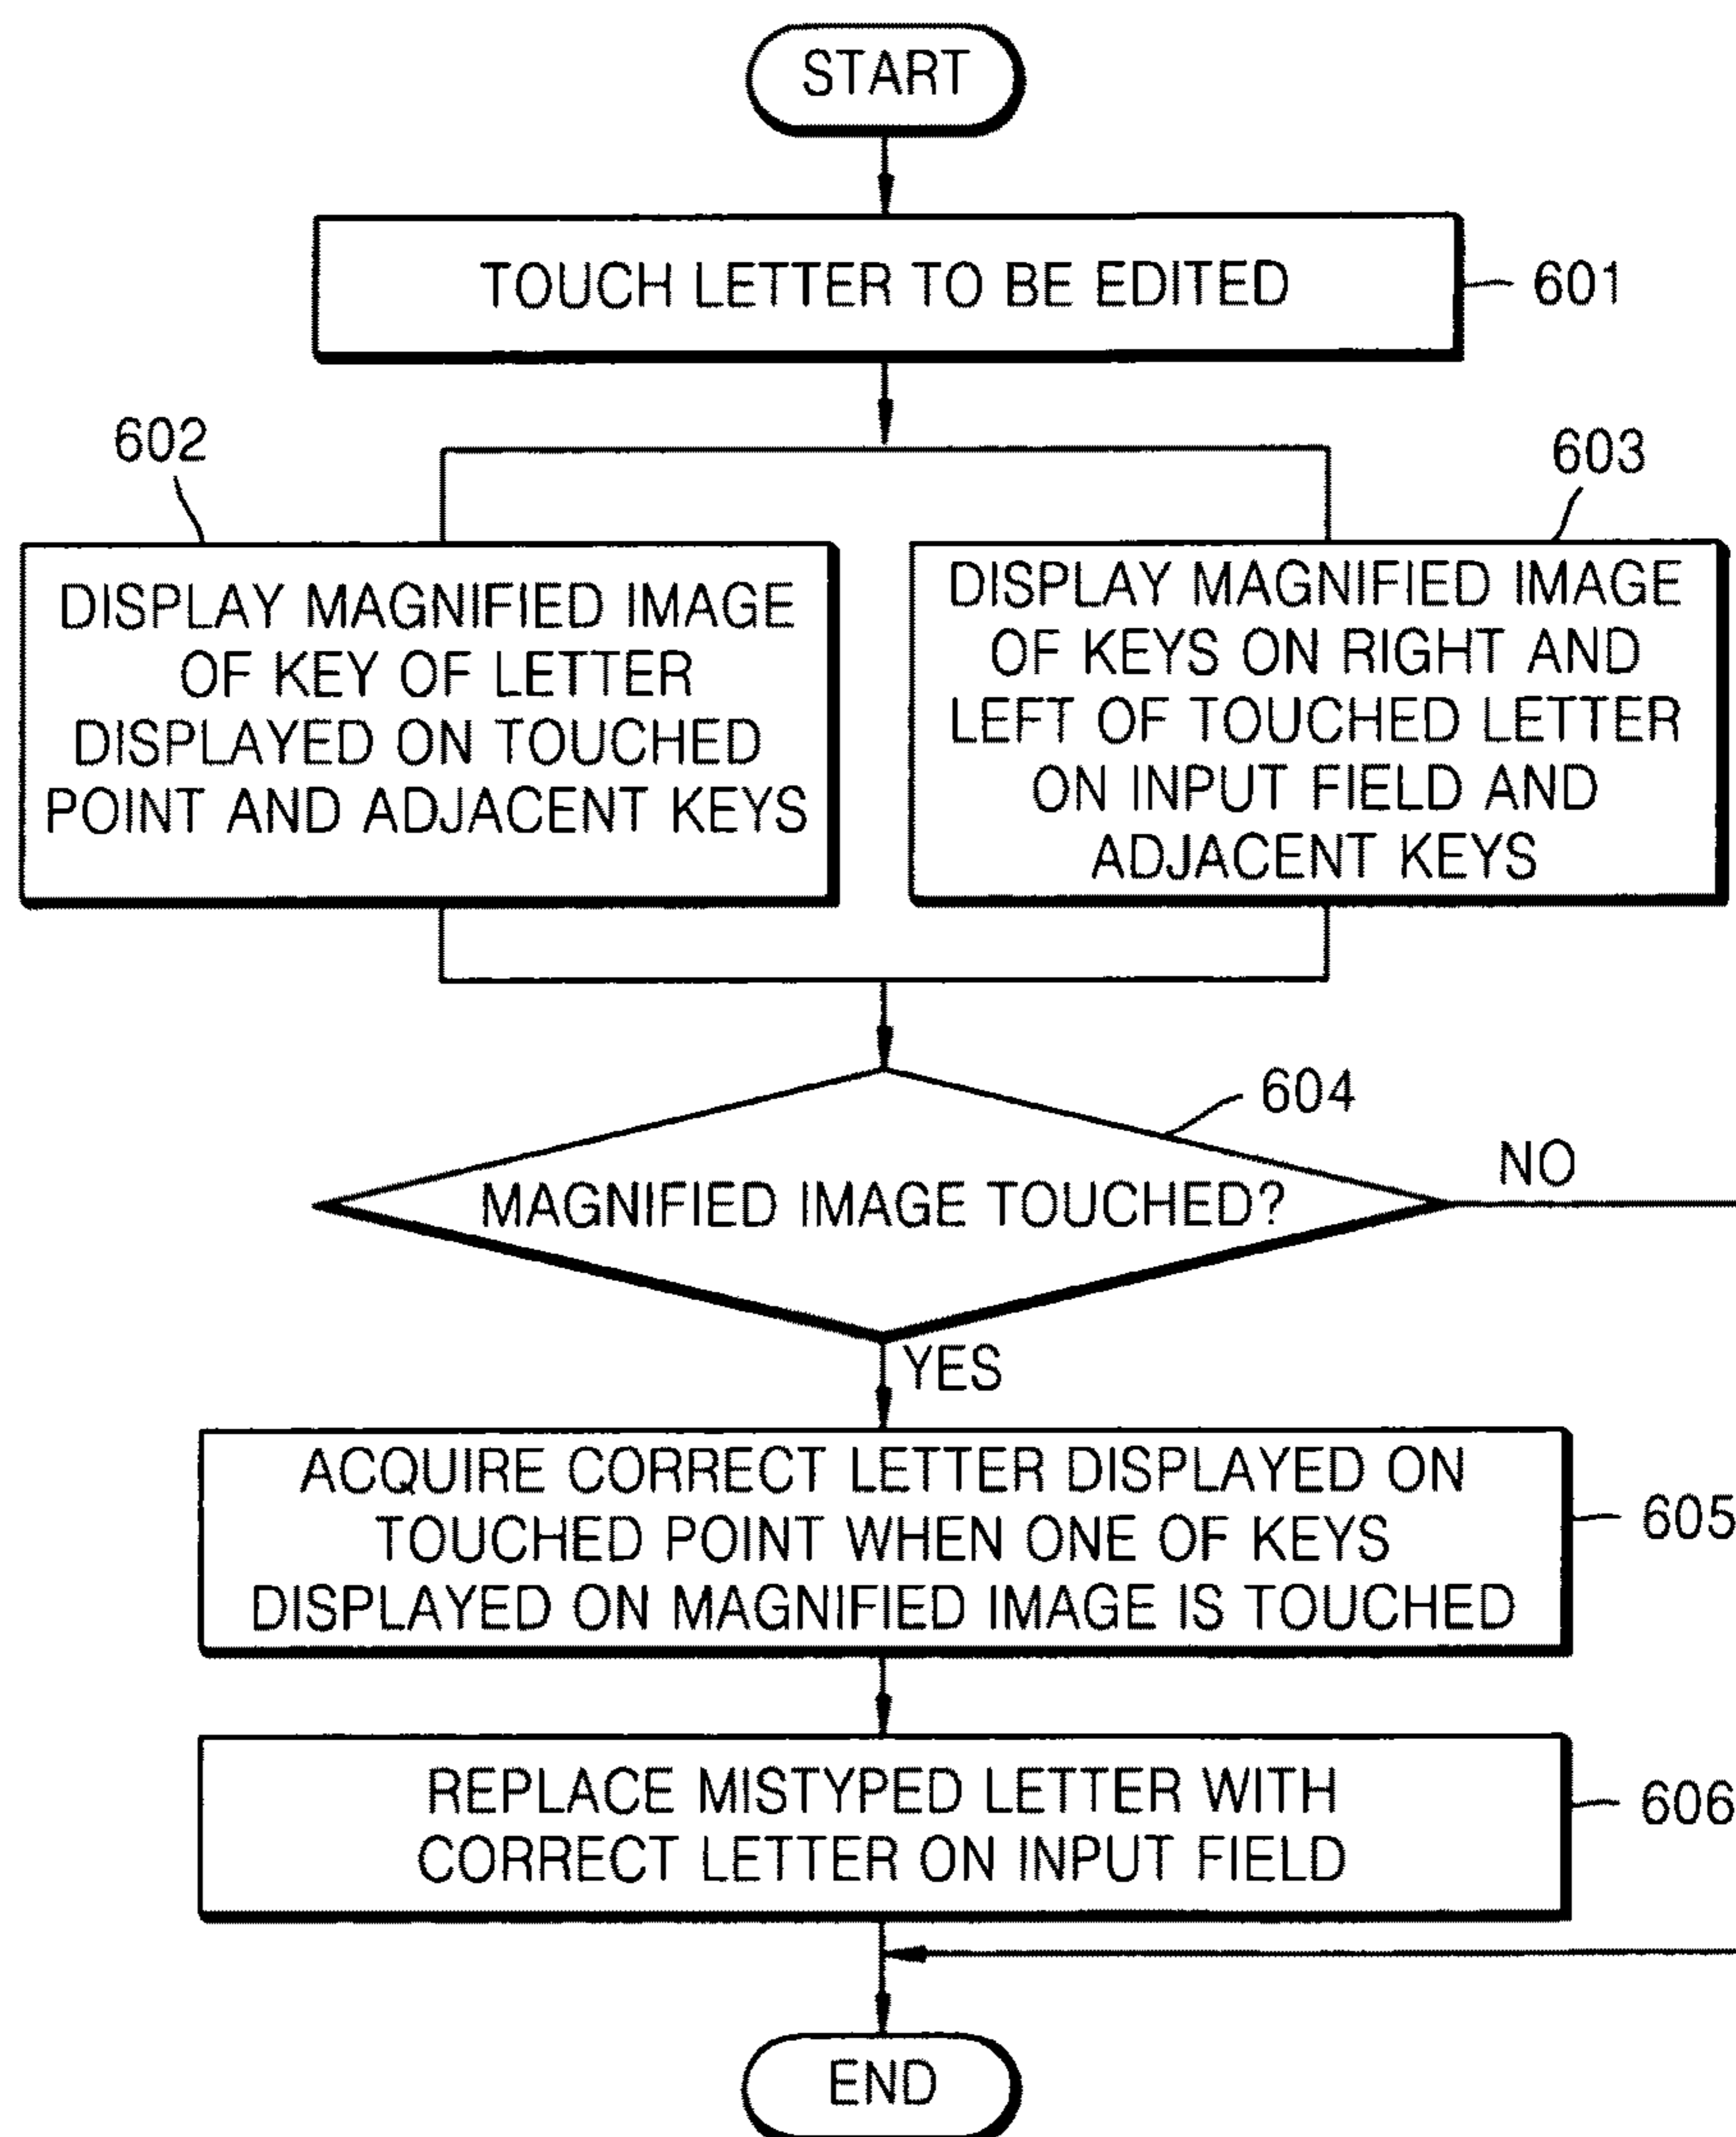 START
TOUCH LETTER TO BE EDITED
601
602
603
DISPLAY MAGNIFIED IMAGE
OF KEY OF LETTER
DISPLAYED ON TOUCHED
POINT AND ADJACENT KEYS
DISPLAY MAGNIFIED IMAGE
OF KEYS ON RIGHT AND
LEFT OF TOUCHED LETTER
ON INPUT FIELD AND
ADJACENT KEYS
604
MAGNIFIED IMAGE TOUCHED?
NO
YES
ACQUIRE CORRECT LETTER DISPLAYED ON
TOUCHED POINT WHEN ONE OF KEYS
DISPLAYED ON MAGNIFIED IMAGE IS TOUCHED
605
REPLACE MISTYPED LETTER WITH
CORRECT LETTER ON INPUT FIELD
606
END